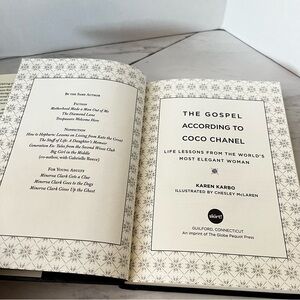 BY THE SAME AUTHOR
FICTION
Motherhood Made a Man Out of Me
The Diamond Lane
Trespassers Welcome Here
NONFICTION
How to Hepburn: Lessons on Living from Kate the Great
The Stuff of Life: A Daughter's Memoir
Generation Ex: Tales from the Second Wives Club
Big Girl in the Middle
(co-author, with Gabrielle Reece)
FOR YOUNG ADULTS
Minerva Clark Gets a Clue
Minerva Clark Goes to the Dogs
Minerva Clark Gives Up the Ghost
THE GOSPEL
ACCORDING TO
COCO CHANEL
LIFE LESSONS FROM THE WORLD'S
MOST ELEGANT WOMAN
KAREN KARBO
ILLUSTRATED BY CHESLEY McLAREN
skirt!
GUILFORD, CONNECTICUT
An imprint of The Globe Pequot Press